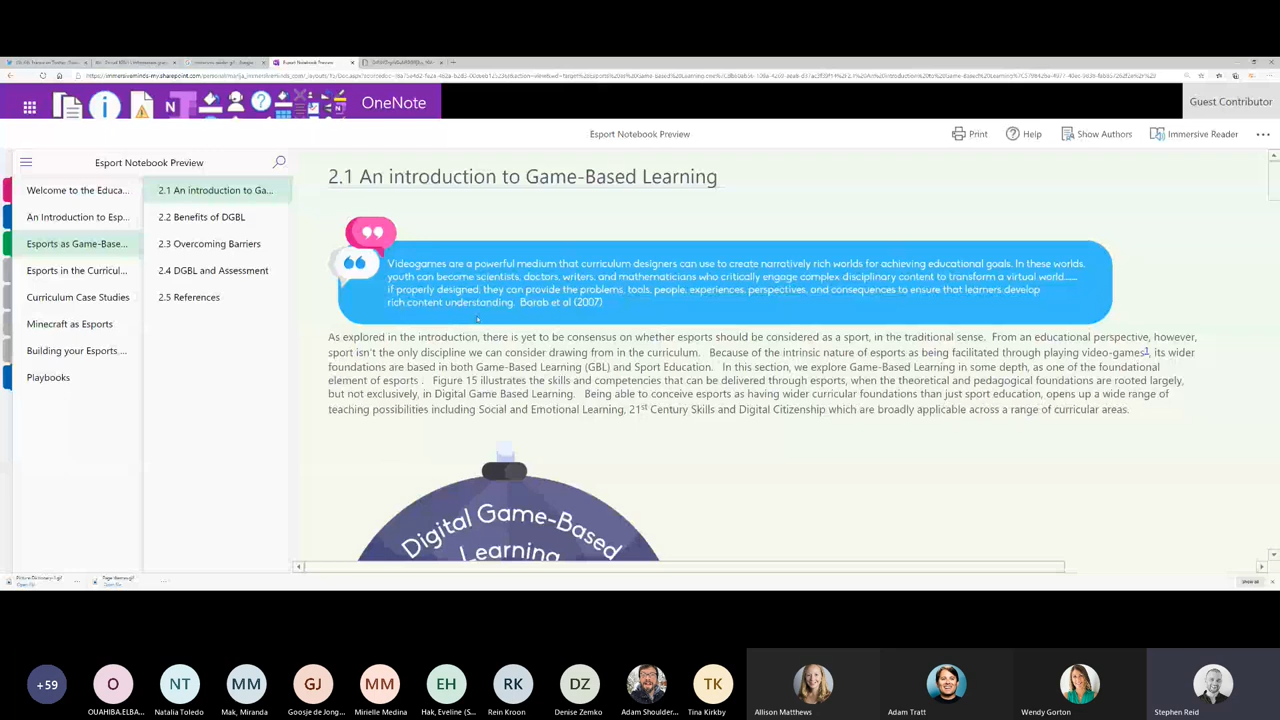 Esport Notebook Preview
OneNote
Guest Contributor
Esport Notebook Preview
Print
Help
Show Authors
Immersive Reader
Esport Notebook Preview
Welcome to the Educa...
An Introduction to Esp...
Esports as Game-Base...
Esports in the Curricul...
Curriculum Case Studies
Minecraft as Esports
Building your Esports ...
Playbooks
2.1 An introduction to Ga...
2.2 Benefits of DGBL
2.3 Overcoming Barriers
2.4 DGBL and Assessment
2.5 References
2.1 An introduction to Game-Based Learning
Videogames are a powerful medium that curriculum designers can use to create narratively rich worlds for achieving educational goals. In these worlds,
youth can become scientists, doctors, writers, and mathematicians who critically engage complex disciplinary content to transform a virtual world......
if properly designed, they can provide the problems, tools, people, experiences, perspectives, and consequences to ensure that learners develop
rich content understanding. Barab et al (2007)
As explored in the introduction, there is yet to be consensus on whether esports should be considered as a sport, in the traditional sense. From an educational perspective, however,
sport isn't the only discipline we can consider drawing from in the curriculum. Because of the intrinsic nature of esports as being facilitated through playing video-games¹, its wider
foundations are based in both Game-Based Learning (GBL) and Sport Education. In this section, we explore Game-Based Learning in some depth, as one of the foundational
element of esports . Figure 15 illustrates the skills and competencies that can be delivered through esports, when the theoretical and pedagogical foundations are rooted largely,
but not exclusively, in Digital Game Based Learning. Being able to conceive esports as having wider curricular foundations than just sport education, opens up a wide range of
teaching possibilities including Social and Emotional Learning, 21st Century Skills and Digital Citizenship which are broadly applicable across a range of curricular areas.
Digital Game-Based
Learning
+59
O
NT
MM
GJ
MM
EH
RK
DZ
TK
OUAHIBA.ELBA...
Natalia Toledo
Mak, Miranda
Goosje de Jong...
Mirielle Medina
Hak, Eveline (S...
Rein Kroon
Denise Zemko
Adam Shoulder...
Tina Kirkby
Allison Matthews
Adam Tratt
Wendy Gorton
Stephen Reid